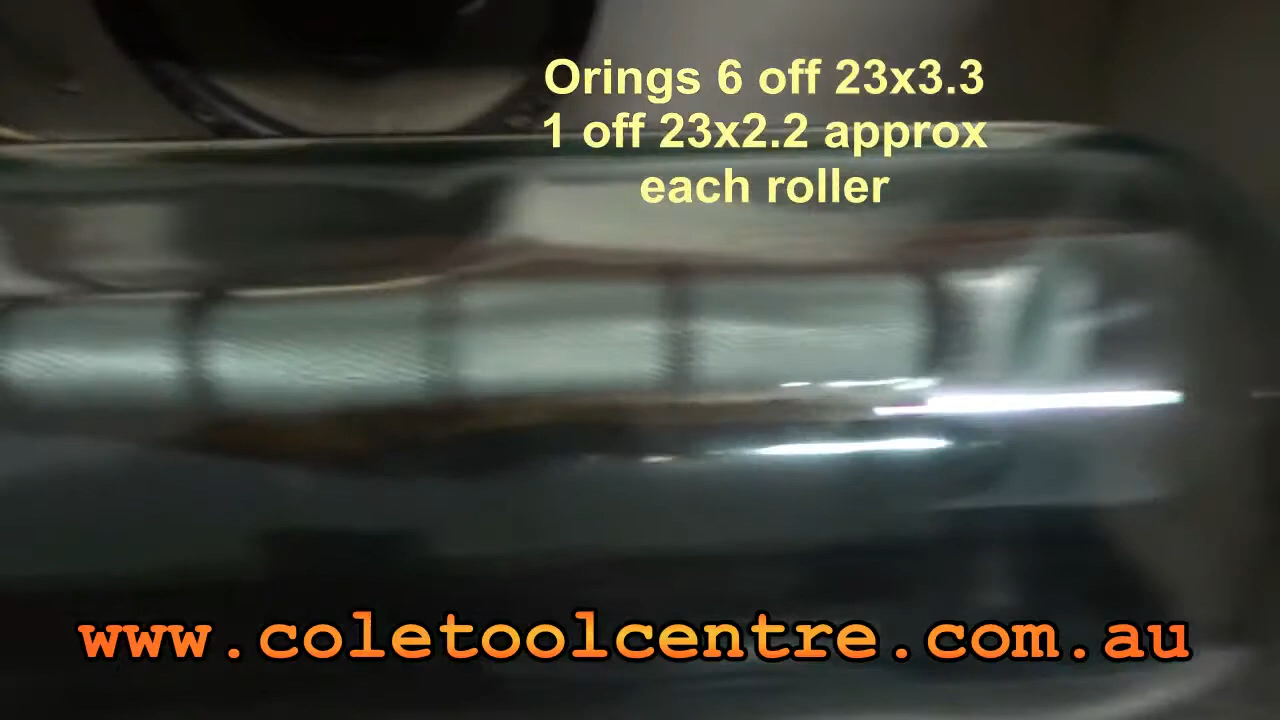 Orings 6 off 23x3.3
1 off 23x2.2 approx
each roller
www.coletoolcentre.com.au